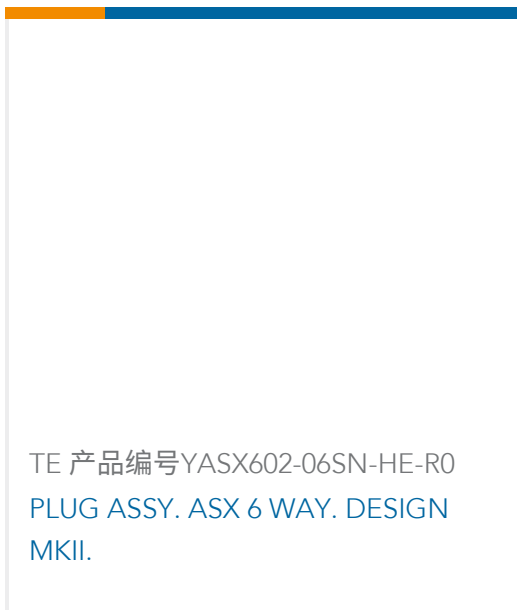 TE 产品编号YASX602-06SN-HE-R0
PLUG ASSY. ASX 6 WAY. DESIGN
MKII.